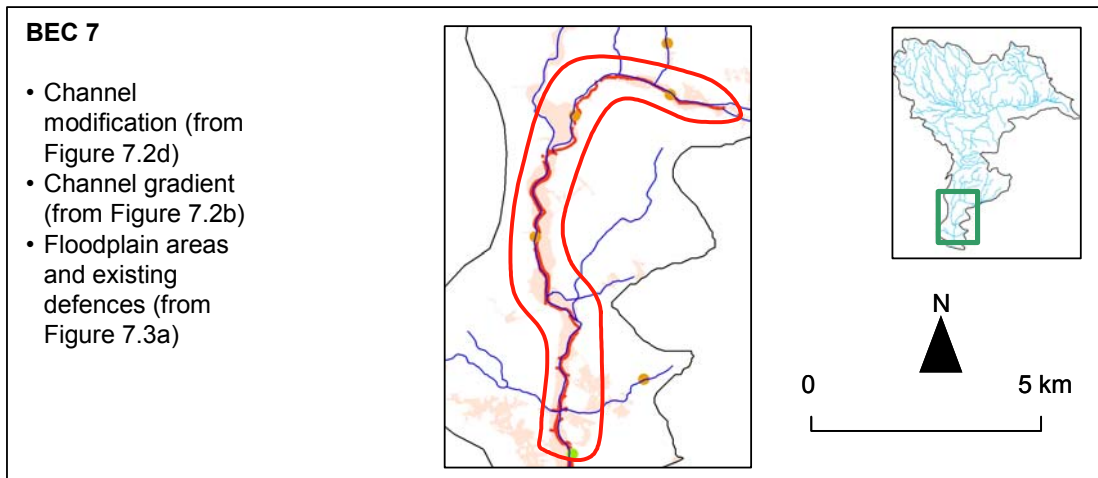 BEC 7
• Channel
modification (from
Figure 7.2d)
• Channel gradient
(from Figure 7.2b)
• Floodplain areas
and existing
defences (from
Figure 7.3a)
N
0 5 km